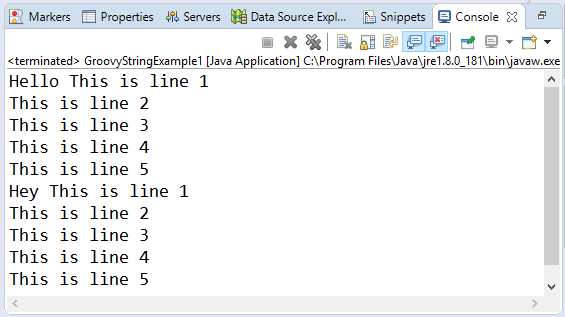 Markers Properties Servers Data Source Expl... Snippets Console
<terminated> GroovyStringExample1 [Java Application] C:\Program Files\Java\jre1.8.0_181\bin\javaw.exe
Hello This is line 1
This is line 2
This is line 3
This is line 4
This is line 5
Hey This is line 1
This is line 2
This is line 3
This is line 4
This is line 5